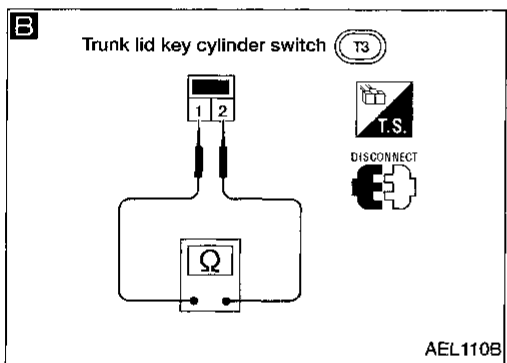 B
Trunk lid key cylinder switch T3
1 2
T.S.
DISCONNECT
Ω
AEL110B